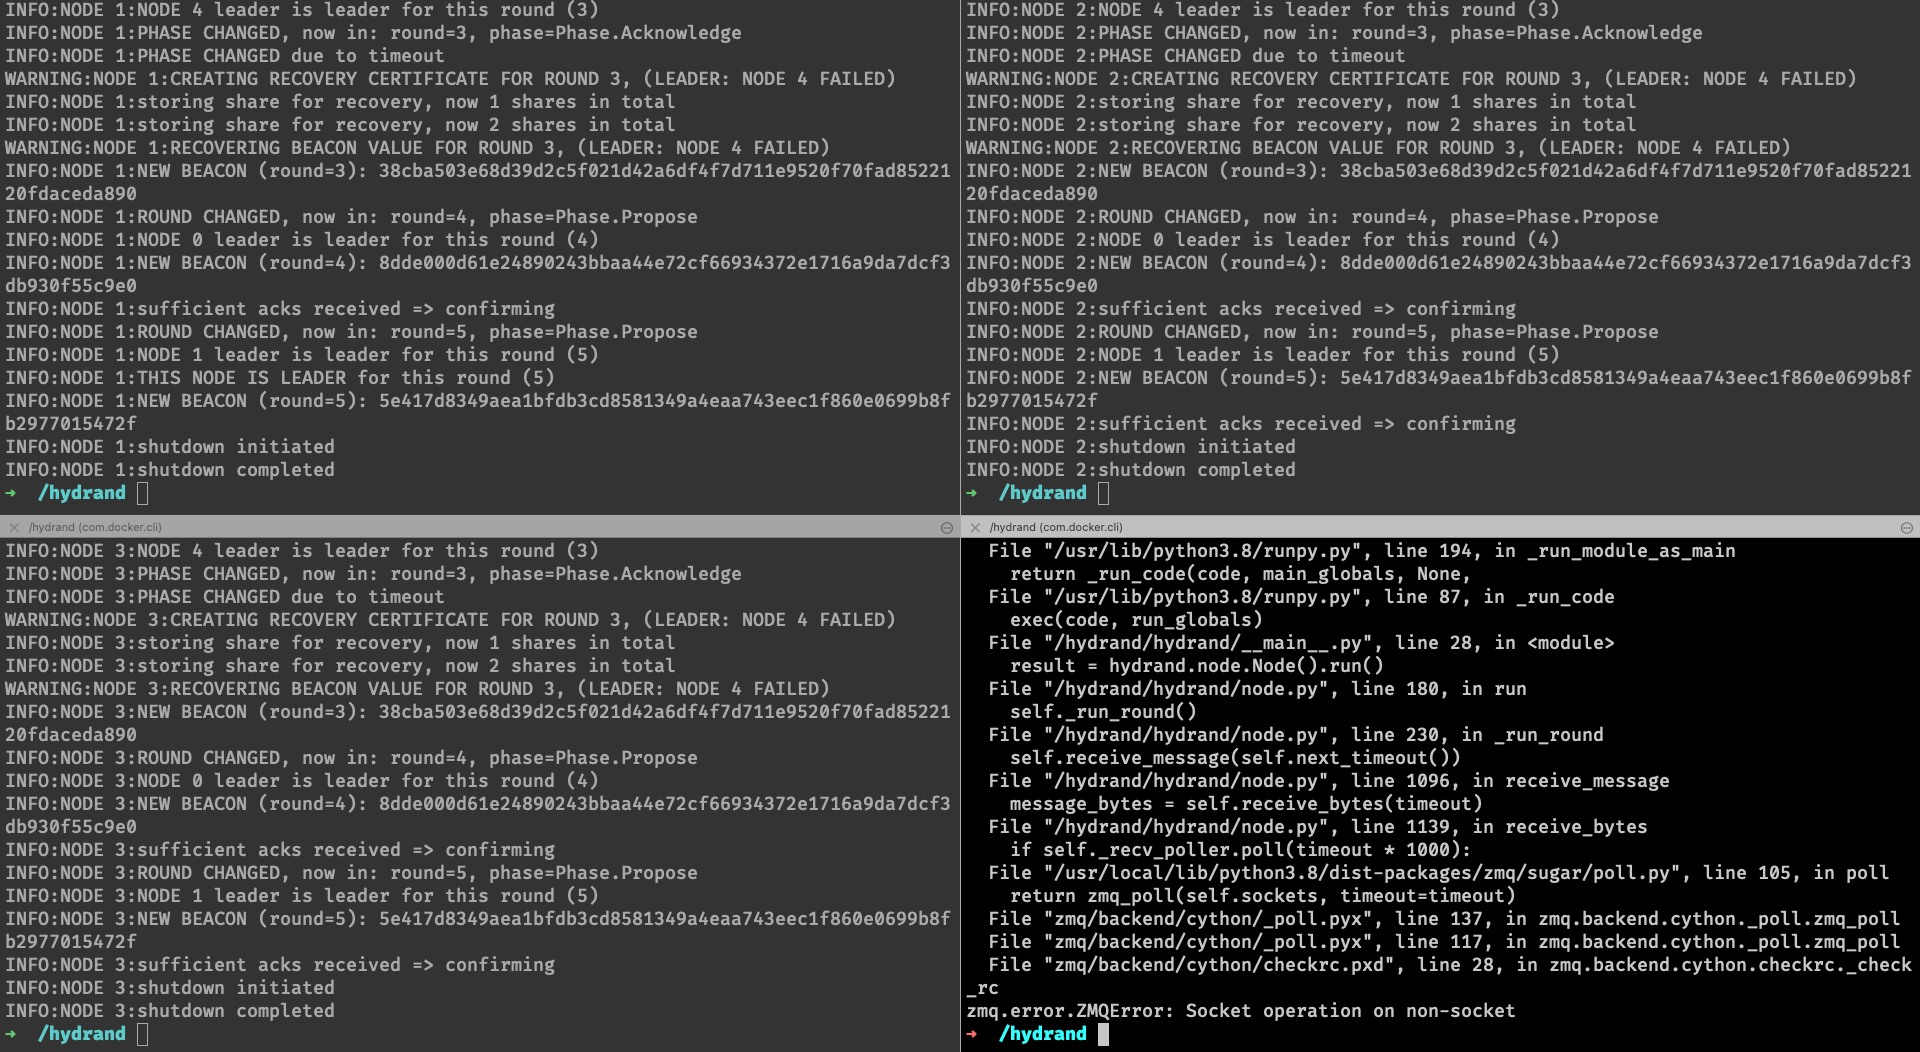 INFO:NODE 1:NODE 4 leader is leader for this round (3)
INFO:NODE 1:PHASE CHANGED, now in: round=3, phase=Phase.Acknowledge
INFO:NODE 1:PHASE CHANGED due to timeout
WARNING:NODE 1:CREATING RECOVERY CERTIFICATE FOR ROUND 3, (LEADER: NODE 4 FAILED)
INFO:NODE 1:storing share for recovery, now 1 shares in total
INFO:NODE 1:storing share for recovery, now 2 shares in total
WARNING:NODE 1:RECOVERING BEACON VALUE FOR ROUND 3, (LEADER: NODE 4 FAILED)
INFO:NODE 1:NEW BEACON (round=3): 38cba503e68d39d2c5f021d42a6df4f7d711e9520f70fad85221
20fdaceda890
INFO:NODE 1:ROUND CHANGED, now in: round=4, phase=Phase.Propose
INFO:NODE 1:NODE 0 leader is leader for this round (4)
INFO:NODE 1:NEW BEACON (round=4): 8dde000d61e24890243bbaa44e72cf66934372e1716a9da7dcf3
db930f55c9e0
INFO:NODE 1:sufficient acks received => confirming
INFO:NODE 1:ROUND CHANGED, now in: round=5, phase=Phase.Propose
INFO:NODE 1:NODE 1 leader is leader for this round (5)
INFO:NODE 1:THIS NODE IS LEADER for this round (5)
INFO:NODE 1:NEW BEACON (round=5): 5e417d8349aea1bfdb3cd8581349a4eaa743eec1f860e0699b8f
b2977015472f
INFO:NODE 1:shutdown initiated
INFO:NODE 1:shutdown completed
➜ /hydrand
INFO:NODE 2:NODE 4 leader is leader for this round (3)
INFO:NODE 2:PHASE CHANGED, now in: round=3, phase=Phase.Acknowledge
INFO:NODE 2:PHASE CHANGED due to timeout
WARNING:NODE 2:CREATING RECOVERY CERTIFICATE FOR ROUND 3, (LEADER: NODE 4 FAILED)
INFO:NODE 2:storing share for recovery, now 1 shares in total
INFO:NODE 2:storing share for recovery, now 2 shares in total
WARNING:NODE 2:RECOVERING BEACON VALUE FOR ROUND 3, (LEADER: NODE 4 FAILED)
INFO:NODE 2:NEW BEACON (round=3): 38cba503e68d39d2c5f021d42a6df4f7d711e9520f70fad85221
20fdaceda890
INFO:NODE 2:ROUND CHANGED, now in: round=4, phase=Phase.Propose
INFO:NODE 2:NODE 0 leader is leader for this round (4)
INFO:NODE 2:NEW BEACON (round=4): 8dde000d61e24890243bbaa44e72cf66934372e1716a9da7dcf3
db930f55c9e0
INFO:NODE 2:sufficient acks received => confirming
INFO:NODE 2:ROUND CHANGED, now in: round=5, phase=Phase.Propose
INFO:NODE 2:NODE 1 leader is leader for this round (5)
INFO:NODE 2:NEW BEACON (round=5): 5e417d8349aea1bfdb3cd8581349a4eaa743eec1f860e0699b8f
b2977015472f
INFO:NODE 2:sufficient acks received => confirming
INFO:NODE 2:shutdown initiated
INFO:NODE 2:shutdown completed
➜ /hydrand
/hydrand (com.docker.cli)
INFO:NODE 3:NODE 4 leader is leader for this round (3)
INFO:NODE 3:PHASE CHANGED, now in: round=3, phase=Phase.Acknowledge
INFO:NODE 3:PHASE CHANGED due to timeout
WARNING:NODE 3:CREATING RECOVERY CERTIFICATE FOR ROUND 3, (LEADER: NODE 4 FAILED)
INFO:NODE 3:storing share for recovery, now 1 shares in total
INFO:NODE 3:storing share for recovery, now 2 shares in total
WARNING:NODE 3:RECOVERING BEACON VALUE FOR ROUND 3, (LEADER: NODE 4 FAILED)
INFO:NODE 3:NEW BEACON (round=3): 38cba503e68d39d2c5f021d42a6df4f7d711e9520f70fad85221
20fdaceda890
INFO:NODE 3:ROUND CHANGED, now in: round=4, phase=Phase.Propose
INFO:NODE 3:NODE 0 leader is leader for this round (4)
INFO:NODE 3:NEW BEACON (round=4): 8dde000d61e24890243bbaa44e72cf66934372e1716a9da7dcf3
db930f55c9e0
INFO:NODE 3:sufficient acks received => confirming
INFO:NODE 3:ROUND CHANGED, now in: round=5, phase=Phase.Propose
INFO:NODE 3:NODE 1 leader is leader for this round (5)
INFO:NODE 3:NEW BEACON (round=5): 5e417d8349aea1bfdb3cd8581349a4eaa743eec1f860e0699b8f
b2977015472f
INFO:NODE 3:sufficient acks received => confirming
INFO:NODE 3:shutdown initiated
INFO:NODE 3:shutdown completed
➜ /hydrand
/hydrand (com.docker.cli)
File "/usr/lib/python3.8/runpy.py", line 194, in _run_module_as_main
return _run_code(code, main_globals, None,
File "/usr/lib/python3.8/runpy.py", line 87, in _run_code
exec(code, run_globals)
File "/hydrand/hydrand/__main__.py", line 28, in <module>
result = hydrand.node.Node().run()
File "/hydrand/hydrand/node.py", line 180, in run
self._run_round()
File "/hydrand/hydrand/node.py", line 230, in _run_round
self.receive_message(self.next_timeout())
File "/hydrand/hydrand/node.py", line 1096, in receive_message
message_bytes = self.receive_bytes(timeout)
File "/hydrand/hydrand/node.py", line 1139, in receive_bytes
if self._recv_poller.poll(timeout * 1000):
File "/usr/local/lib/python3.8/dist-packages/zmq/sugar/poll.py", line 105, in poll
return zmq_poll(self.sockets, timeout=timeout)
File "zmq/backend/cython/_poll.pyx", line 137, in zmq.backend.cython._poll.zmq_poll
File "zmq/backend/cython/_poll.pyx", line 117, in zmq.backend.cython._poll.zmq_poll
File "zmq/backend/cython/checkrc.pxd", line 28, in zmq.backend.cython.checkrc._check
_rc
zmq.error.ZMQError: Socket operation on non-socket
➜ /hydrand